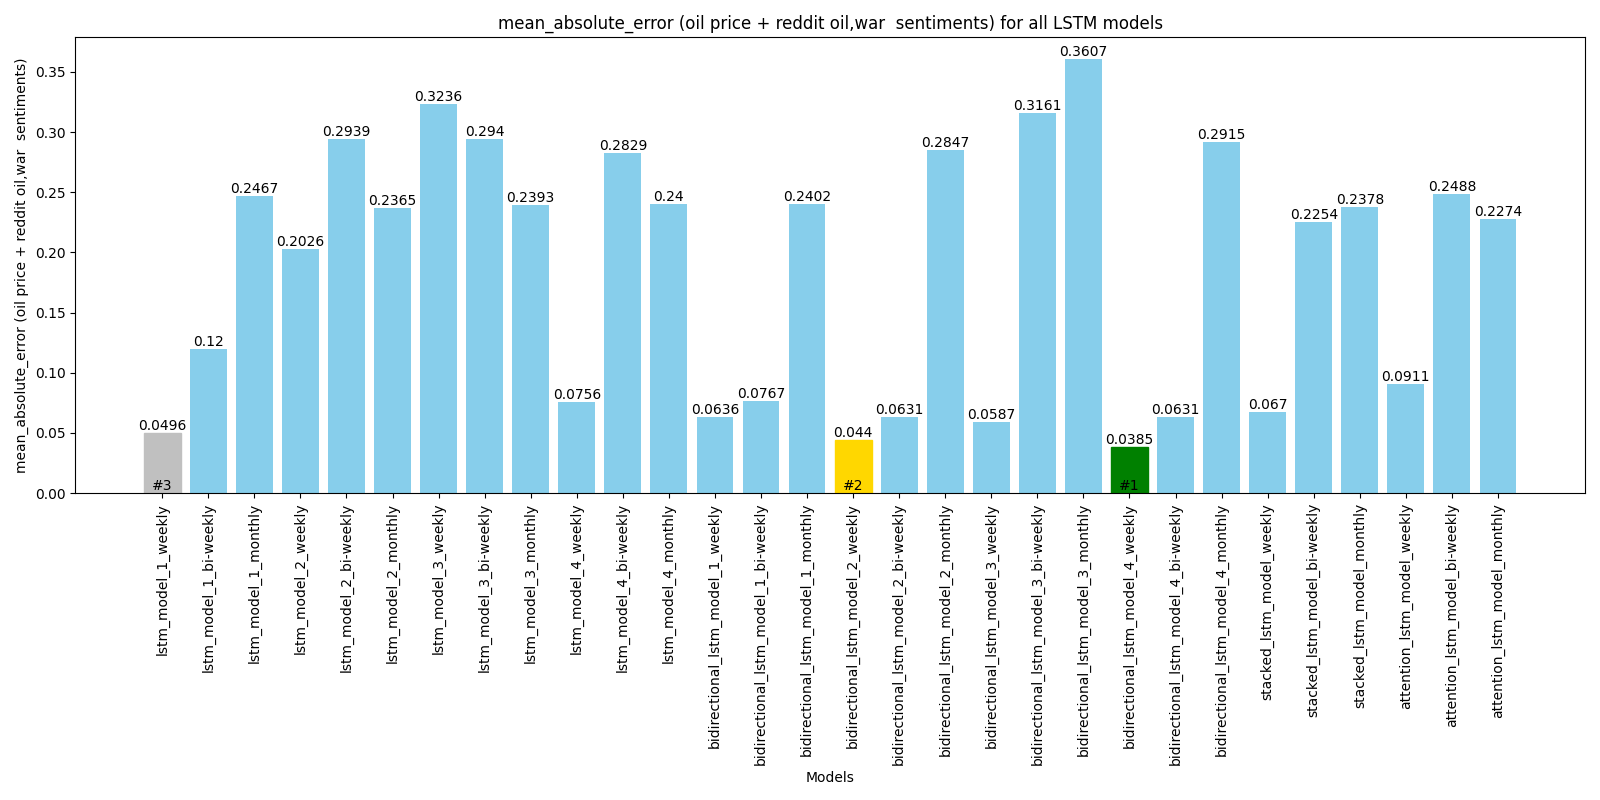 mean_absolute_error (oil price + reddit oil,war  sentiments) for all LSTM models
mean_absolute_error (oil price + reddit oil,war  sentiments)
0.35
0.30
0.25
0.20
0.15
0.10
0.05
0.00
0.0496
0.12
0.2467
0.2026
0.2939
0.2365
0.3236
0.294
0.2393
0.0756
0.2829
0.24
0.0636
0.0767
0.2402
0.044
0.0631
0.2847
0.0587
0.3161
0.3607
0.0385
0.0631
0.2915
0.067
0.2254
0.2378
0.0911
0.2488
0.2274
#3
#2
#1
lstm_model_1_weekly
lstm_model_1_bi-weekly
lstm_model_1_monthly
lstm_model_2_weekly
lstm_model_2_bi-weekly
lstm_model_2_monthly
lstm_model_3_weekly
lstm_model_3_bi-weekly
lstm_model_3_monthly
lstm_model_4_weekly
lstm_model_4_bi-weekly
lstm_model_4_monthly
bidirectional_lstm_model_1_weekly
bidirectional_lstm_model_1_bi-weekly
bidirectional_lstm_model_1_monthly
bidirectional_lstm_model_2_weekly
bidirectional_lstm_model_2_bi-weekly
bidirectional_lstm_model_2_monthly
bidirectional_lstm_model_3_weekly
bidirectional_lstm_model_3_bi-weekly
bidirectional_lstm_model_3_monthly
bidirectional_lstm_model_4_weekly
bidirectional_lstm_model_4_bi-weekly
bidirectional_lstm_model_4_monthly
stacked_lstm_model_weekly
stacked_lstm_model_bi-weekly
stacked_lstm_model_monthly
attention_lstm_model_weekly
attention_lstm_model_bi-weekly
attention_lstm_model_monthly
Models